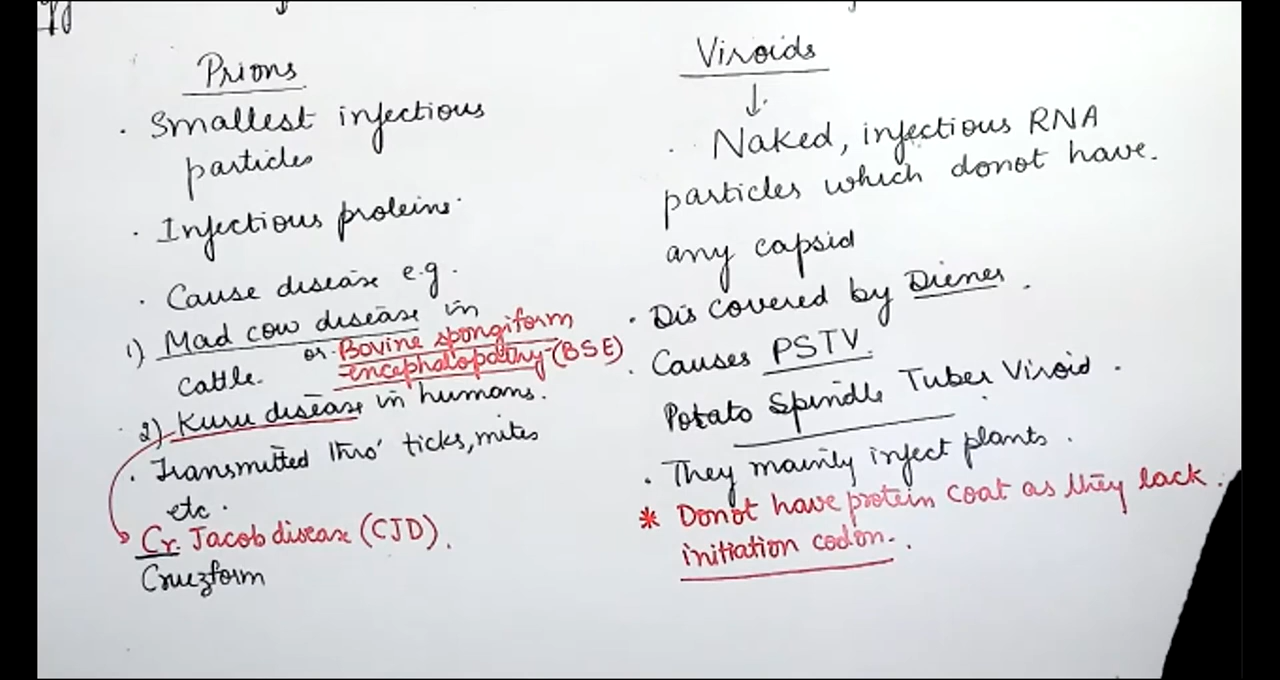 Prions
. Smallest infectious
particles
. Infectious proteins.
. Cause disease e.g.
1) Mad cow disease in
cattle. or Bovine spongiform
encephalopathy (BSE)
2) Kuru disease in humans.
. Transmitted thro' ticks, mites
etc.
Cr. Jacob disease (CJD).
Cruezform
Viroids
↓
. Naked, infectious RNA
particles which donot have.
any capsid
. Discovered by Diener.
. Causes PSTV.
Potato Spindle Tuber Viroid.
. They mainly infect plants.
* Donot have protein coat as they lack.
initiation codon.